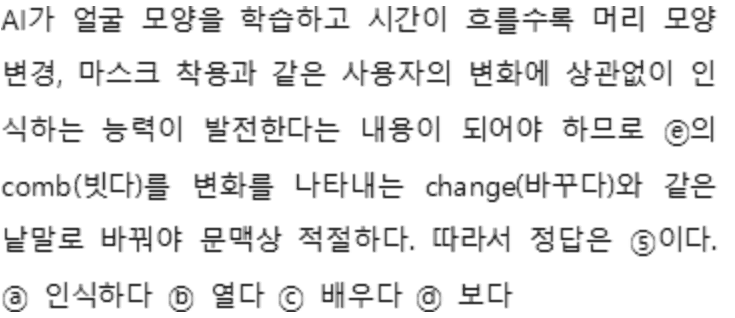 AI가 얼굴 모양을 학습하고 시간이 흐를수록 머리 모양
변경, 마스크 착용과 같은 사용자의 변화에 상관없이 인
식하는 능력이 발전한다는 내용이 되어야 하므로 ⓔ의
comb(빗다)를 변화를 나타내는 change(바꾸다)와 같은
낱말로 바꿔야 문맥상 적절하다. 따라서 정답은 ⑤이다.
ⓐ 인식하다 ⓑ 열다 ⓒ 배우다 ⓓ 보다